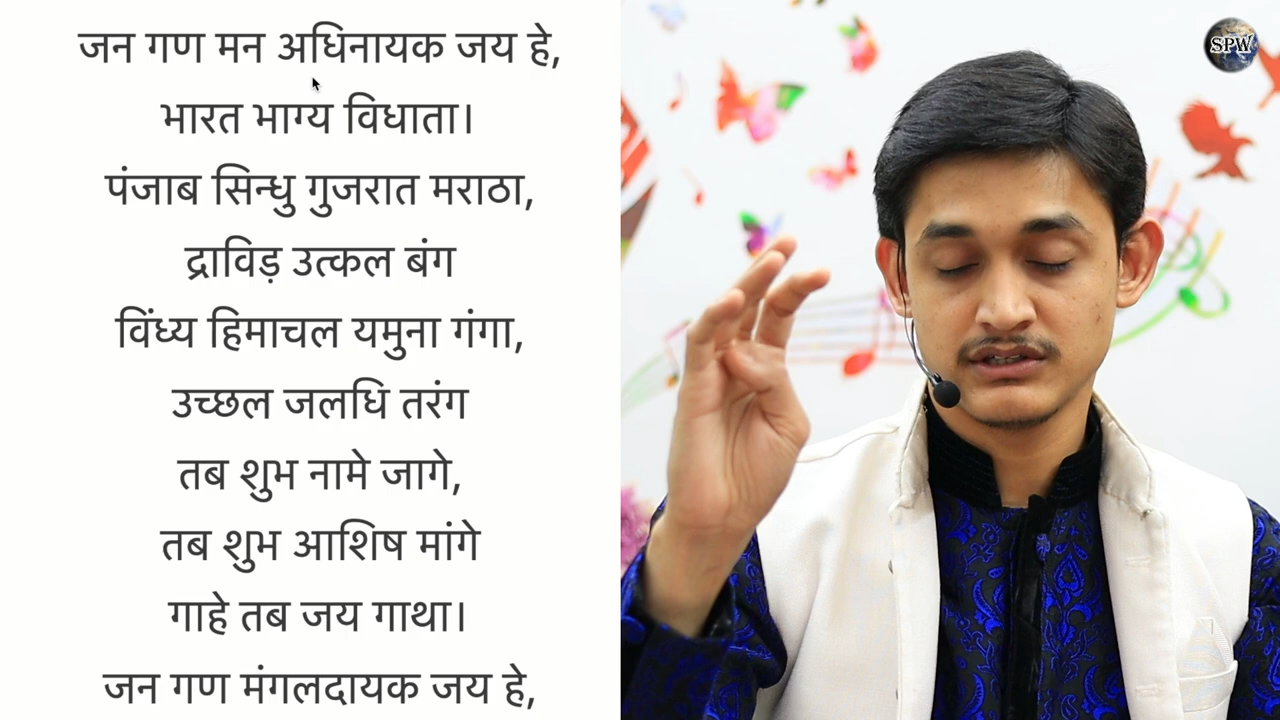 जन गण मन अधिनायक जय हे,
भारत भाग्य विधाता।
पंजाब सिन्धु गुजरात मराठा,
द्राविड़ उत्कल बंग
विंध्य हिमाचल यमुना गंगा,
उच्छल जलधि तरंग
तब शुभ नामे जागे,
तब शुभ आशिष मांगे
गाहे तब जय गाथा।
जन गण मंगलदायक जय हे,
SPW